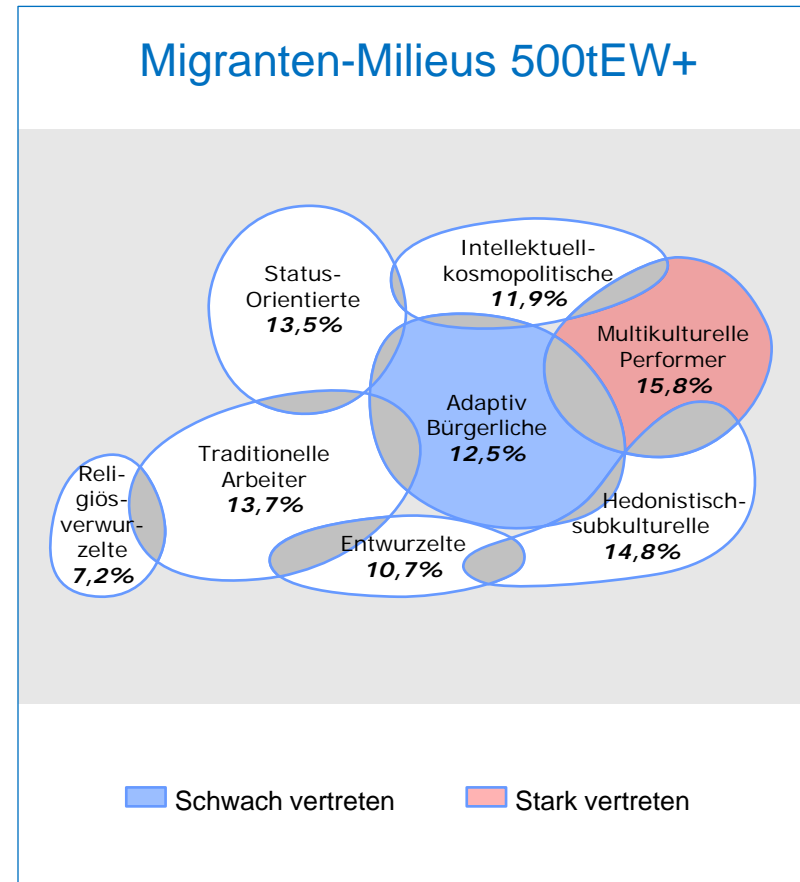 Migranten-Milieus 500tEW+
Status-
Orientierte
13,5%
Intellektuell-
kosmopolitische
11,9%
Multikulturelle
Performer
15,8%
Adaptiv
Bürgerliche
12,5%
Traditionelle
Arbeiter
13,7%
Reli-
giös-
verwur-
zelte
7,2%
Entwurzelte
10,7%
Hedonistisch-
subkulturelle
14,8%
Schwach vertreten
Stark vertreten